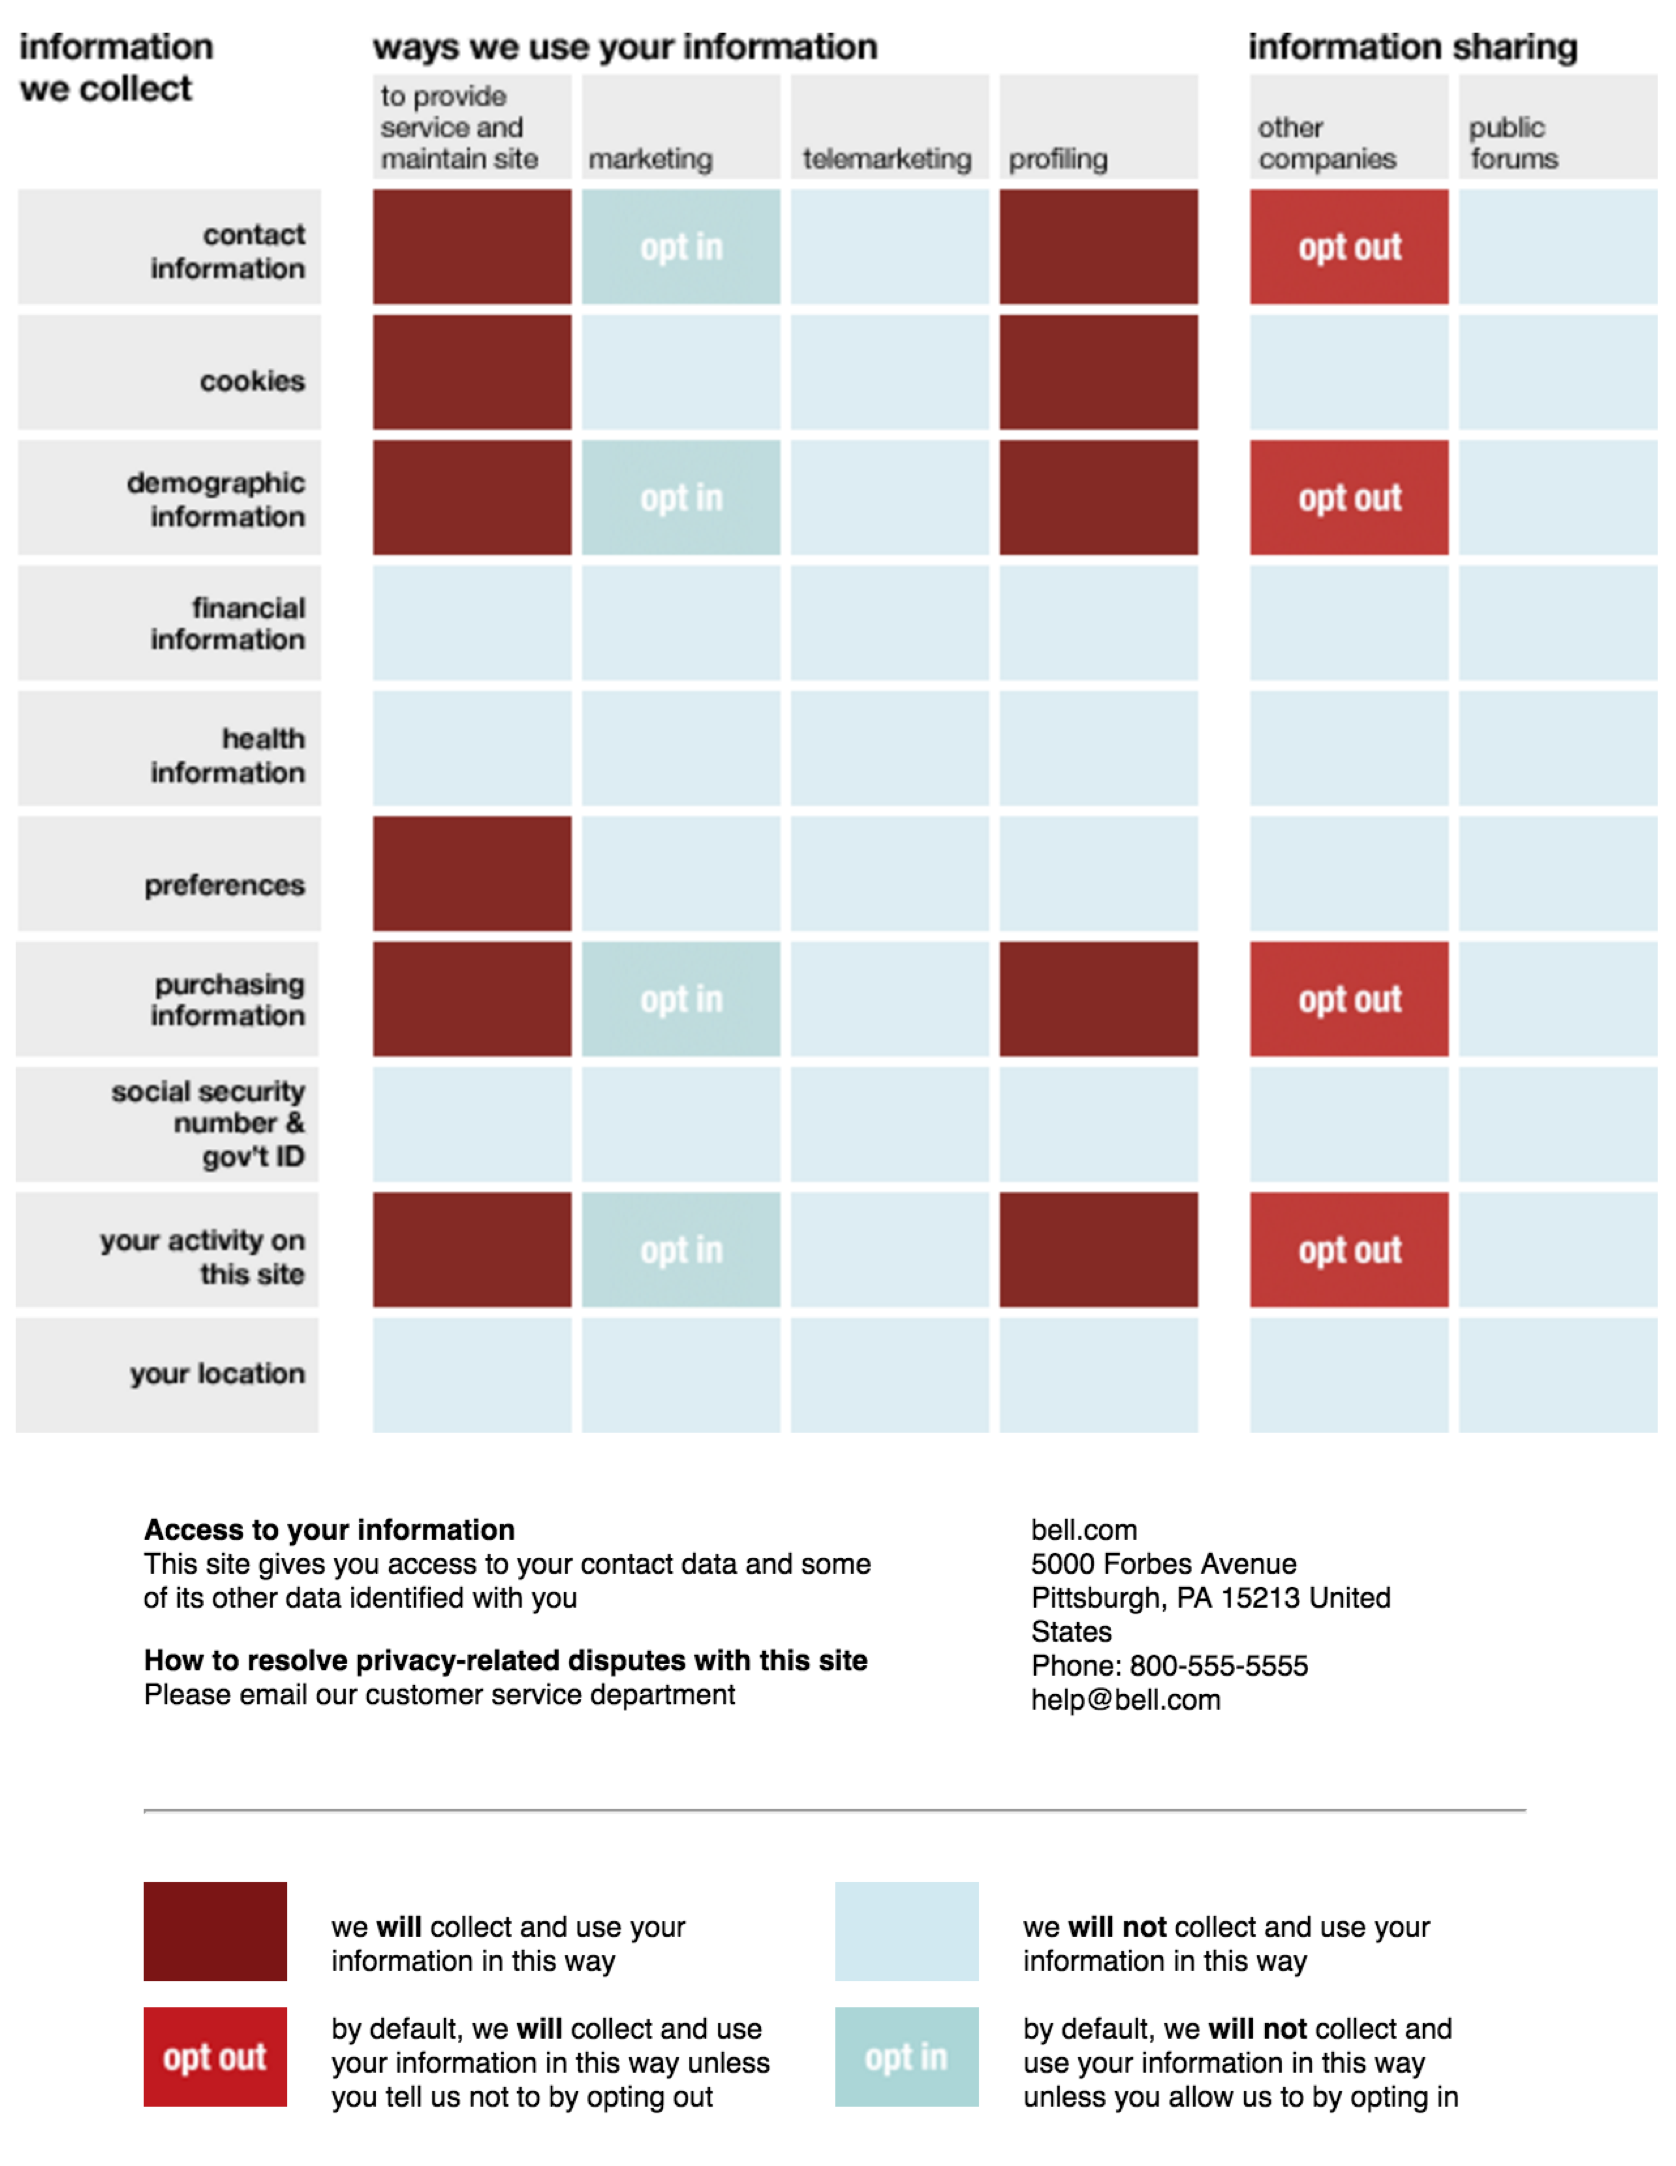 information
we collect
ways we use your information
information sharing
to provide
service and
maintain site
marketing
telemarketing
profiling
other
companies
public
forums
contact
information
opt in
opt out
cookies
demographic
information
opt in
opt out
financial
information
health
information
preferences
purchasing
information
opt in
opt out
social security
number &
gov't ID
your activity on
this site
opt in
opt out
your location
Access to your information
This site gives you access to your contact data and some
of its other data identified with you
How to resolve privacy-related disputes with this site
Please email our customer service department
bell.com
5000 Forbes Avenue
Pittsburgh, PA 15213 United
States
Phone: 800-555-5555
help@bell.com
we will collect and use your
information in this way
we will not collect and use your
information in this way
opt out
by default, we will collect and use
your information in this way unless
you tell us not to by opting out
opt in
by default, we will not collect and
use your information in this way
unless you allow us to by opting in